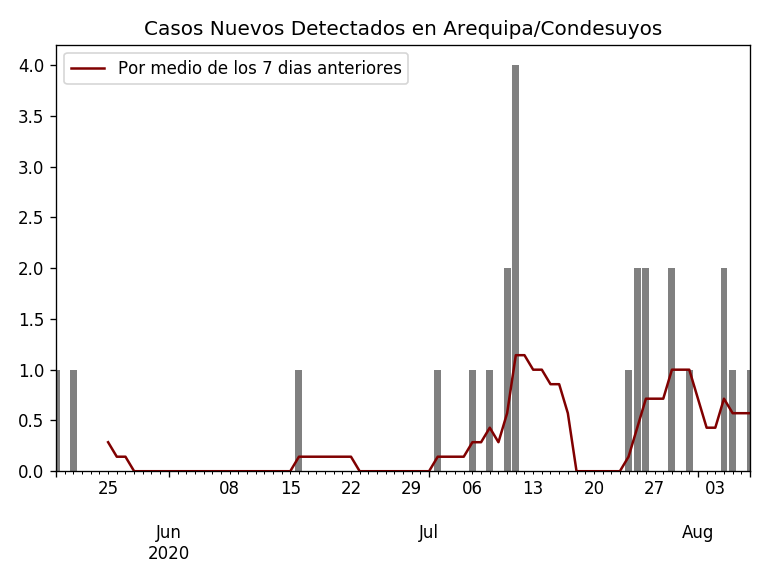 Casos Nuevos Detectados en Arequipa/Condesuyos
Por medio de los 7 dias anteriores
4.0
3.5
3.0
2.5
2.0
1.5
1.0
0.5
0.0
25 08 15 22 29 06 13 20 27 03
Jun Jul Aug
2020